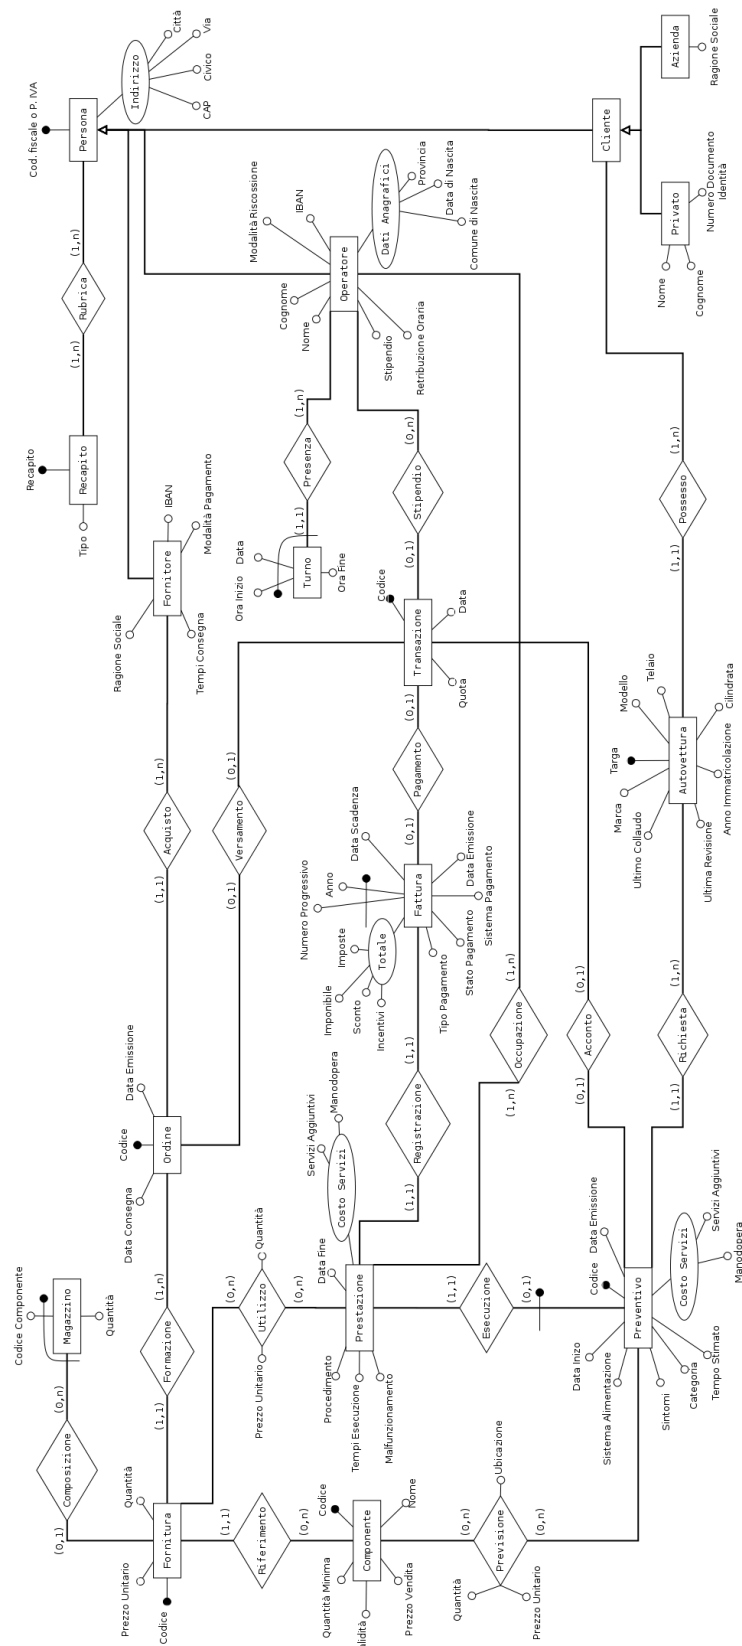 Città
Via
Civico
CAP
Indirizzo
Cod. fiscale o P. IVA
Persona
(1,n)
Rubrica
(1,n)
Recapito
Recapito
Tipo
Azienda
Ragione Sociale
Cliente
Privato
Numero Documento
Identità
Nome
Cognome
Modalità Riscossione
IBAN
Dati Anagrafici
Provincia
Data di Nascita
Comune di Nascita
Operatore
Cognome
Nome
Stipendio
Retribuzione Oraria
(1,n)
Presenza
(1,1)
Ora Inizio
Data
Turno
Ora Fine
(0,n)
Stipendio
(0,1)
IBAN
Modalità Pagamento
Fornitore
Ragione Sociale
Tempi Consegna
(1,n)
Acquisto
(1,1)
Codice
Transazione
Data
Quota
(0,1)
Versamento
(0,1)
(0,1)
Pagamento
(0,1)
(1,n)
Possesso
(1,1)
Modello
Telaio
Targa
Marca
Autovettura
Cilindrata
Anno Immatricolazione
Ultimo Collaudo
Ultima Revisione
Data Scadenza
Anno
Numero Progressivo
Fattura
Data Emissione
Sistema Pagamento
Stato Pagamento
Tipo Pagamento
Totale
Imposte
Imponibile
Sconto
Incentivi
(1,1)
Registrazione
(1,1)
(1,n)
Occupazione
(1,n)
(0,1)
Acconto
(0,1)
(1,n)
Richiesta
(1,1)
Data Emissione
Codice
Ordine
Data Consegna
(1,n)
Formazione
(1,1)
Codice Componente
Magazzino
Quantità
(0,n)
Composizione
(0,1)
Servizi Aggiuntivi
Manodopera
Costo Servizi
Data Fine
Prestazione
Procedimento
Tempi Esecuzione
Malfunzionamento
Quantità
(0,n)
Utilizzo
(0,n)
Prezzo Unitario
(1,1)
Esecuzione
(0,1)
Data Emissione
Codice
Preventivo
Costo Servizi
Servizi Aggiuntivi
Manodopera
Data Inizo
Sistema Alimentazione
Sintomi
Categoria
Tempo Stimato
Quantità
Fornitura
Prezzo Unitario
Codice
(1,1)
Riferimento
(0,n)
Codice
Componente
Nome
Quantità Minima
Prezzo Vendita
(0,n)
Previsione
(0,n)
Ubicazione
Quantità
Prezzo Unitario